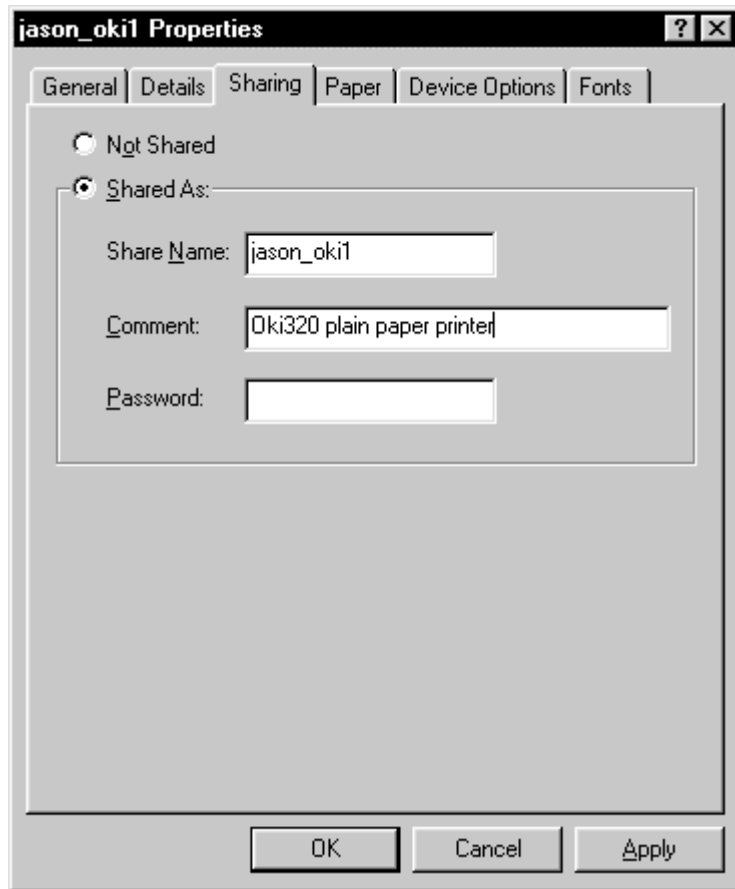 jason_oki1 Properties
General Details Sharing Paper Device Options Fonts
Not Shared
Shared As:
Share Name: jason_oki1
Comment: Oki320 plain paper printer
Password:
OK Cancel Apply